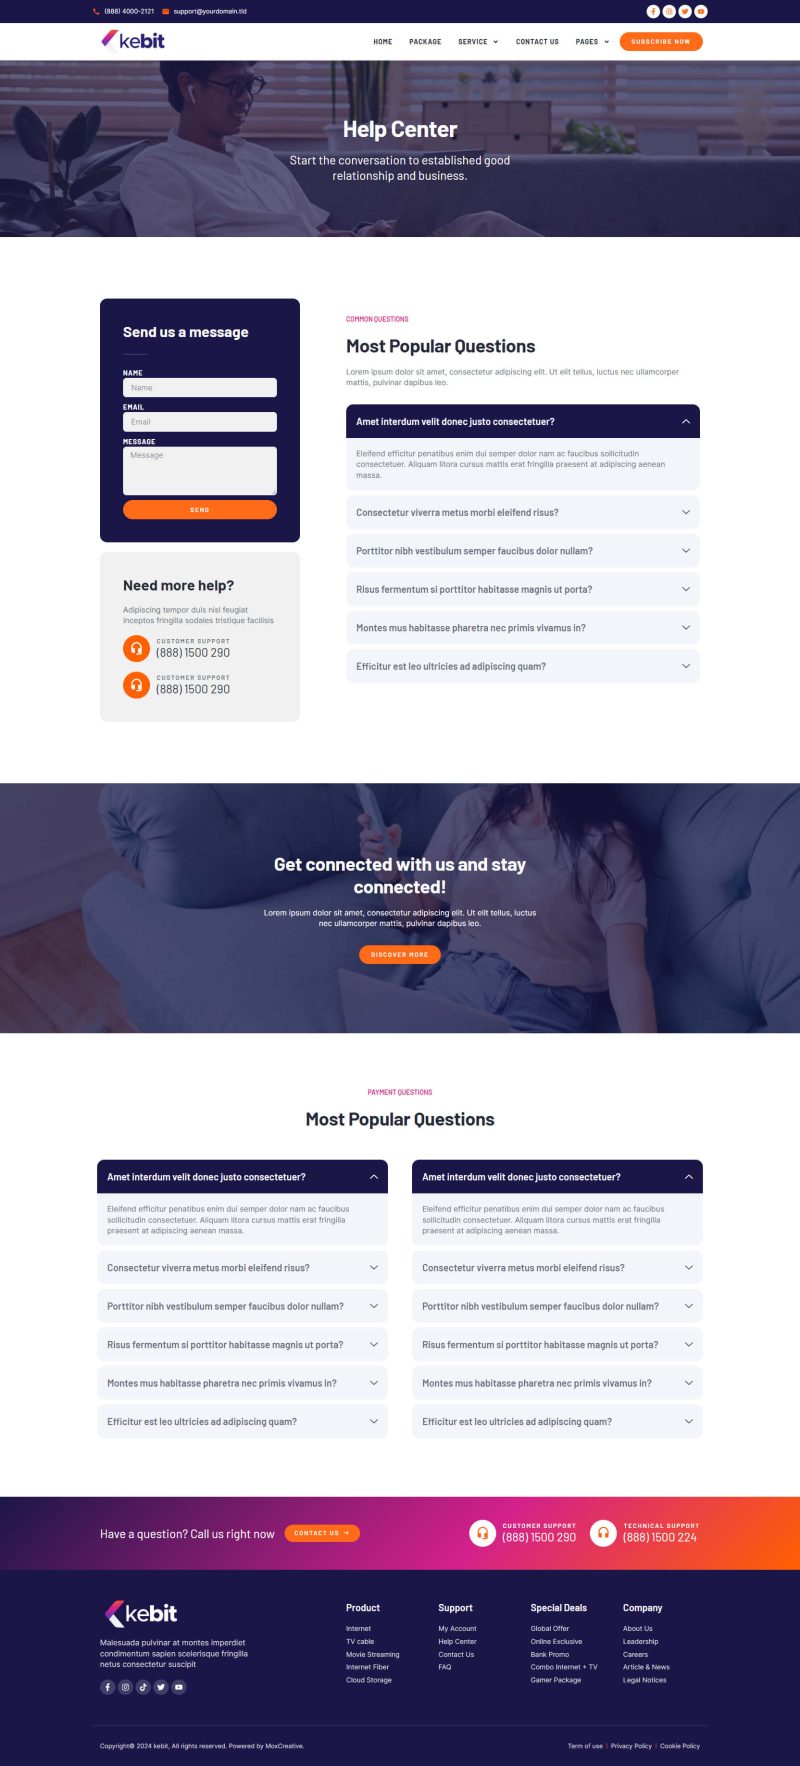 (888) 4000-2121 support@yourdomain.tld
kebit
HOME PACKAGE SERVICE CONTACT US PAGES SUBSCRIBE NOW
Help Center
Start the conversation to established good
relationship and business.
Send us a message
NAME
Name
EMAIL
Email
MESSAGE
Message
SEND
Need more help?
Adipiscing tempor duis nisl feugiat
inceptos fringilla sodales tristique facilisis
CUSTOMER SUPPORT
(888) 1500 290
CUSTOMER SUPPORT
(888) 1500 290
COMMON QUESTIONS
Most Popular Questions
Lorem ipsum dolor sit amet, consectetur adipiscing elit. Ut elit tellus, luctus nec ullamcorper
mattis, pulvinar dapibus leo.
Amet interdum velit donec justo consectetuer?
Eleifend efficitur penatibus enim dui semper dolor nam ac faucibus sollicitudin
consectetuer. Aliquam litora cursus mattis erat fringilla praesent at adipiscing aenean
massa.
Consectetur viverra metus morbi eleifend risus?
Porttitor nibh vestibulum semper faucibus dolor nullam?
Risus fermentum si porttitor habitasse magnis ut porta?
Montes mus habitasse pharetra nec primis vivamus in?
Efficitur est leo ultricies ad adipiscing quam?
Get connected with us and stay
connected!
Lorem ipsum dolor sit amet, consectetur adipiscing elit. Ut elit tellus, luctus
nec ullamcorper mattis, pulvinar dapibus leo.
DISCOVER MORE
PAYMENT QUESTIONS
Most Popular Questions
Amet interdum velit donec justo consectetuer?
Eleifend efficitur penatibus enim dui semper dolor nam ac faucibus
sollicitudin consectetuer. Aliquam litora cursus mattis erat fringilla
praesent at adipiscing aenean massa.
Consectetur viverra metus morbi eleifend risus?
Porttitor nibh vestibulum semper faucibus dolor nullam?
Risus fermentum si porttitor habitasse magnis ut porta?
Montes mus habitasse pharetra nec primis vivamus in?
Efficitur est leo ultricies ad adipiscing quam?
Amet interdum velit donec justo consectetuer?
Eleifend efficitur penatibus enim dui semper dolor nam ac faucibus
sollicitudin consectetuer. Aliquam litora cursus mattis erat fringilla
praesent at adipiscing aenean massa.
Consectetur viverra metus morbi eleifend risus?
Porttitor nibh vestibulum semper faucibus dolor nullam?
Risus fermentum si porttitor habitasse magnis ut porta?
Montes mus habitasse pharetra nec primis vivamus in?
Efficitur est leo ultricies ad adipiscing quam?
Have a question? Call us right now CONTACT US
CUSTOMER SUPPORT
(888) 1500 290
TECHNICAL SUPPORT
(888) 1500 224
kebit
Malesuada pulvinar at montes imperdiet
condimentum sapien scelerisque fringilla
netus consectetur suscipit
Product
Internet
TV cable
Movie Streaming
Internet Fiber
Cloud Storage
Support
My Account
Help Center
Contact Us
FAQ
Special Deals
Global Offer
Online Exclusive
Bank Promo
Combo Internet + TV
Gamer Package
Company
About Us
Leadership
Careers
Article & News
Legal Notices
Copyright© 2024 kebit, All rights reserved. Powered by MoxCreative.
Term of use | Privacy Policy | Cookie Policy